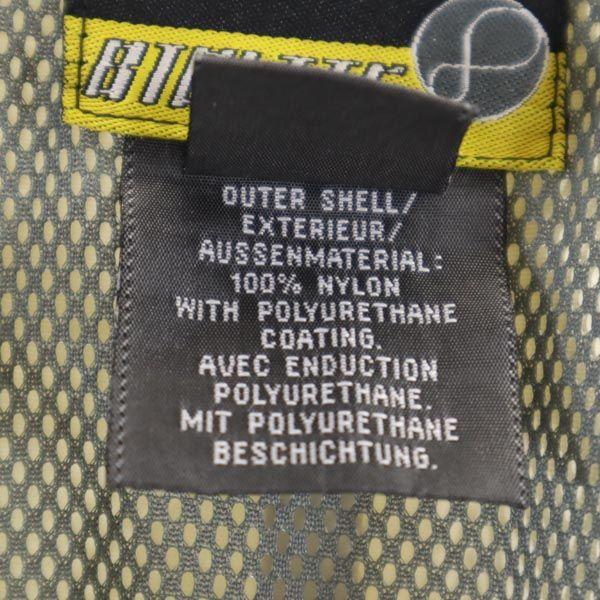 OUTER SHELL/
EXTERIEUR/
AUSSENMATERIAL:
100% NYLON
WITH POLYURETHANE
COATING.
AVEC ENDUCTION
POLYURETHANE.
MIT POLYURETHANE
BESCHICHTUNG.